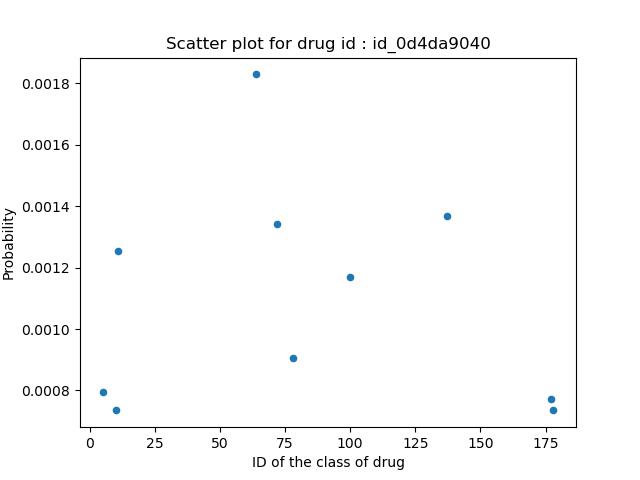 Scatter plot for drug id : id_0d4da9040
0.0018
0.0016
0.0014
0.0012
0.0010
0.0008
Probability
0 25 50 75 100 125 150 175
ID of the class of drug